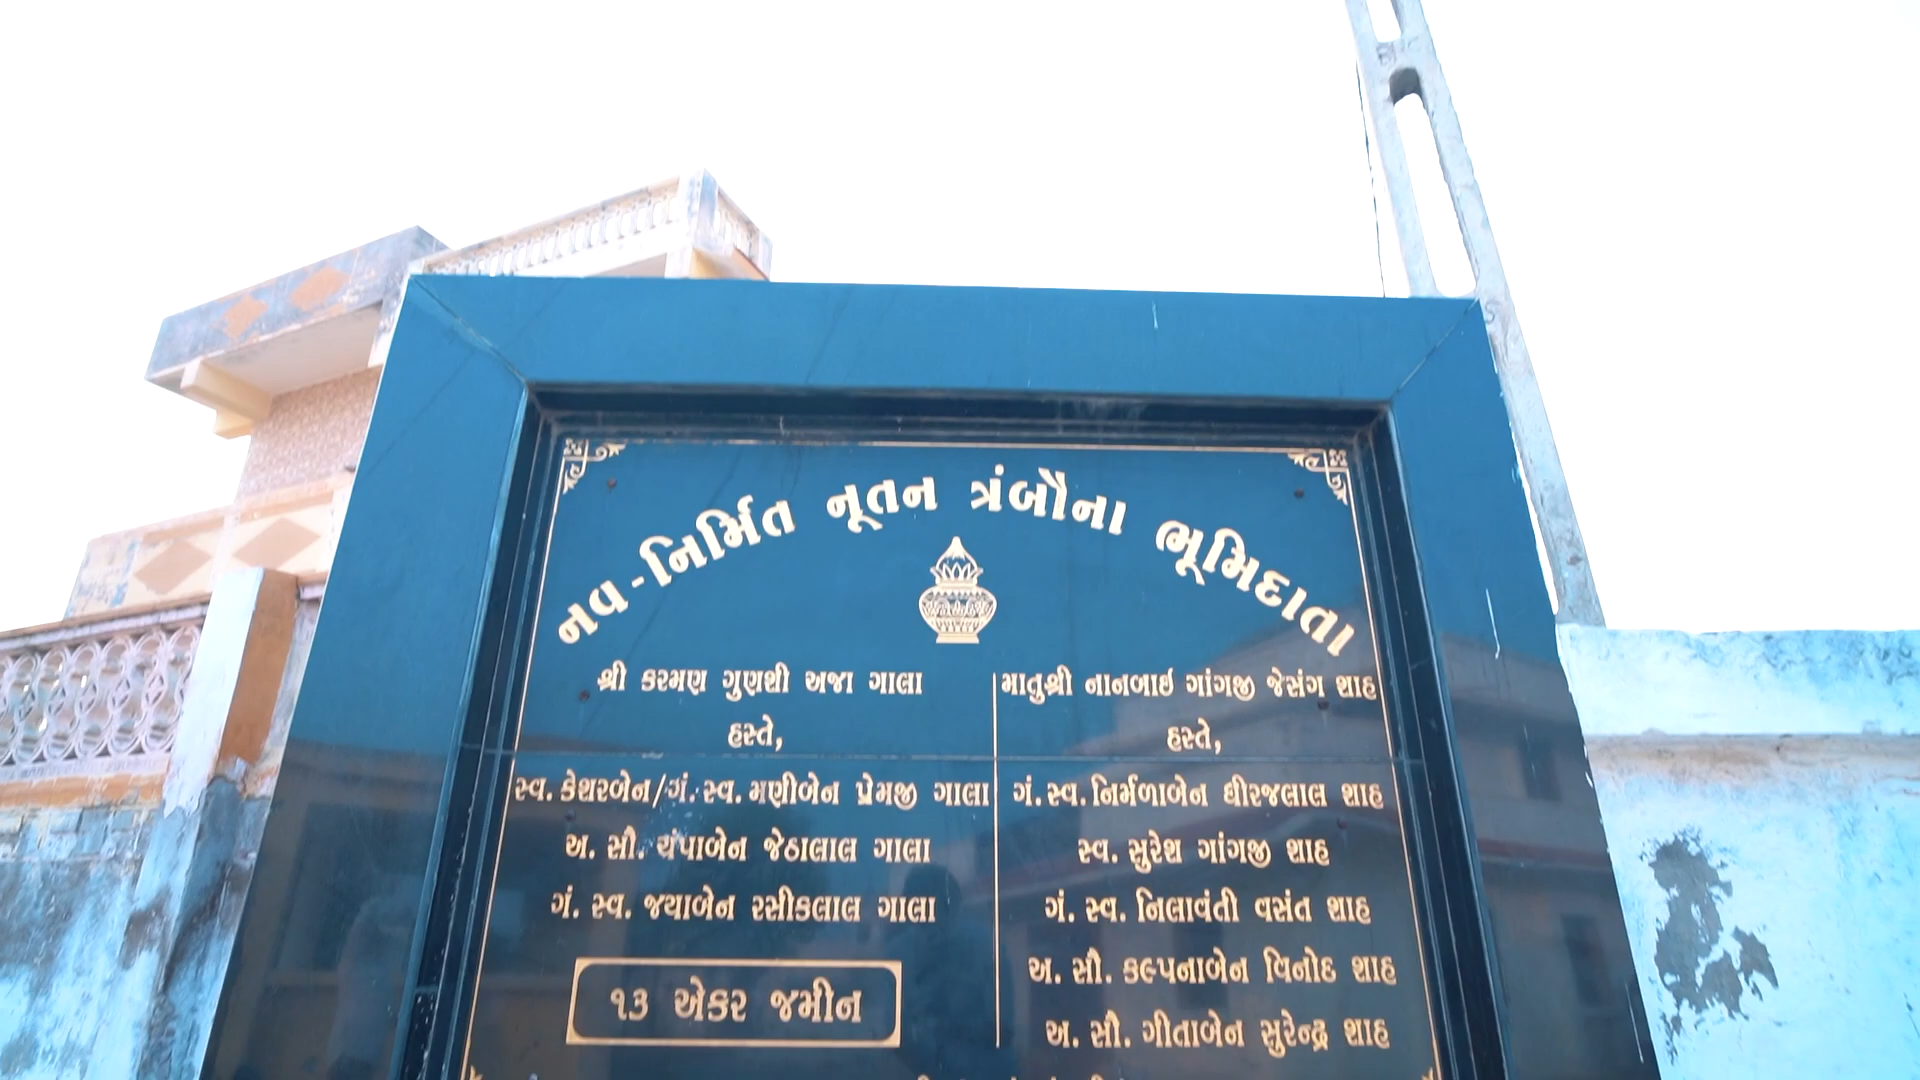 નવ-નિર્મિત નૂતન ત્રંબૌના ભૂમિદાતા
શ્રી કરમણ ગુણશી અજા ગાલા
હસ્તે,
સ્વ. કેશરબેન/ગં. સ્વ. મણીબેન પ્રેમજી ગાલા
અ. સૌ. ચંપાબેન જેઠાલાલ ગાલા
ગં. સ્વ. જયાબેન રસીકલાલ ગાલા
૧૩ એકર જમીન
માતુશ્રી નાનબાઈ ગાંગજી જેસંગ શાહ
હસ્તે,
ગં. સ્વ. નિર્મળાબેન ધીરજલાલ શાહ
સ્વ. સુરેશ ગાંગજી શાહ
ગં. સ્વ. નિલાવંતી વસંત શાહ
અ. સૌ. કલ્પનાબેન વિનોદ શાહ
અ. સૌ. ગીતાબેન સુરેન્દ્ર શાહ